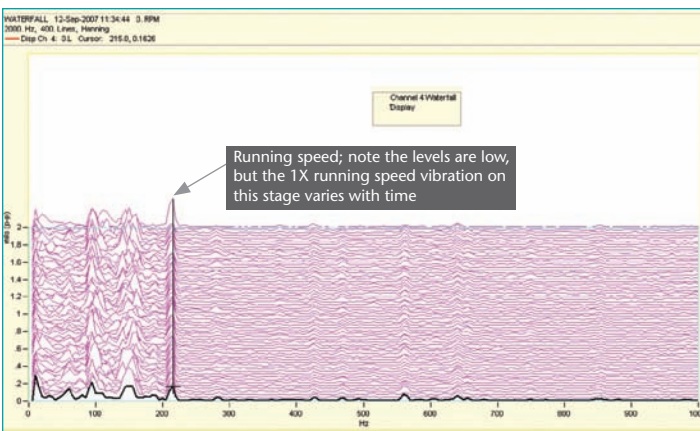 WATERFALL 12-Sep-2007 11:34:44 0. RPM
2000. Hz, 400. Lines, Hanning
Disp Ch 4: 3.L Cursor: 215.0, 0.1626
Channel 4 Waterfall
Display
Running speed; note the levels are low,
but the 1X running speed vibration on
this stage varies with time
mils (p-p)
2
1.8
1.6
1.4
1.2
1
.8
.6
.4
.2
0
0 100 200 300 400 500 600 700 800 900 1000
Hz